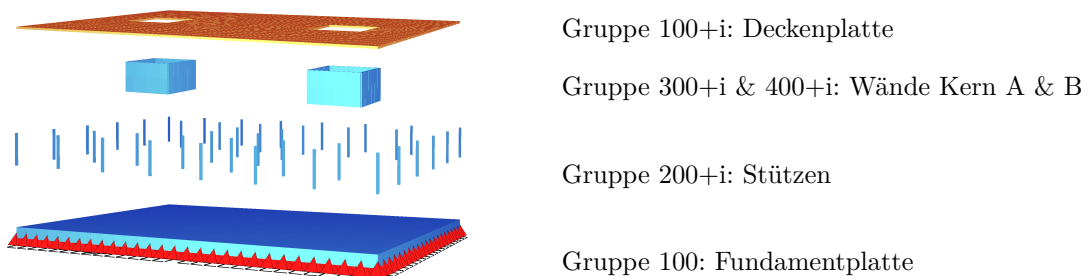 Gruppe 100+i: Deckenplatte
Gruppe 300+i & 400+i: Wände Kern A & B
Gruppe 200+i: Stützen
Gruppe 100: Fundamentplatte